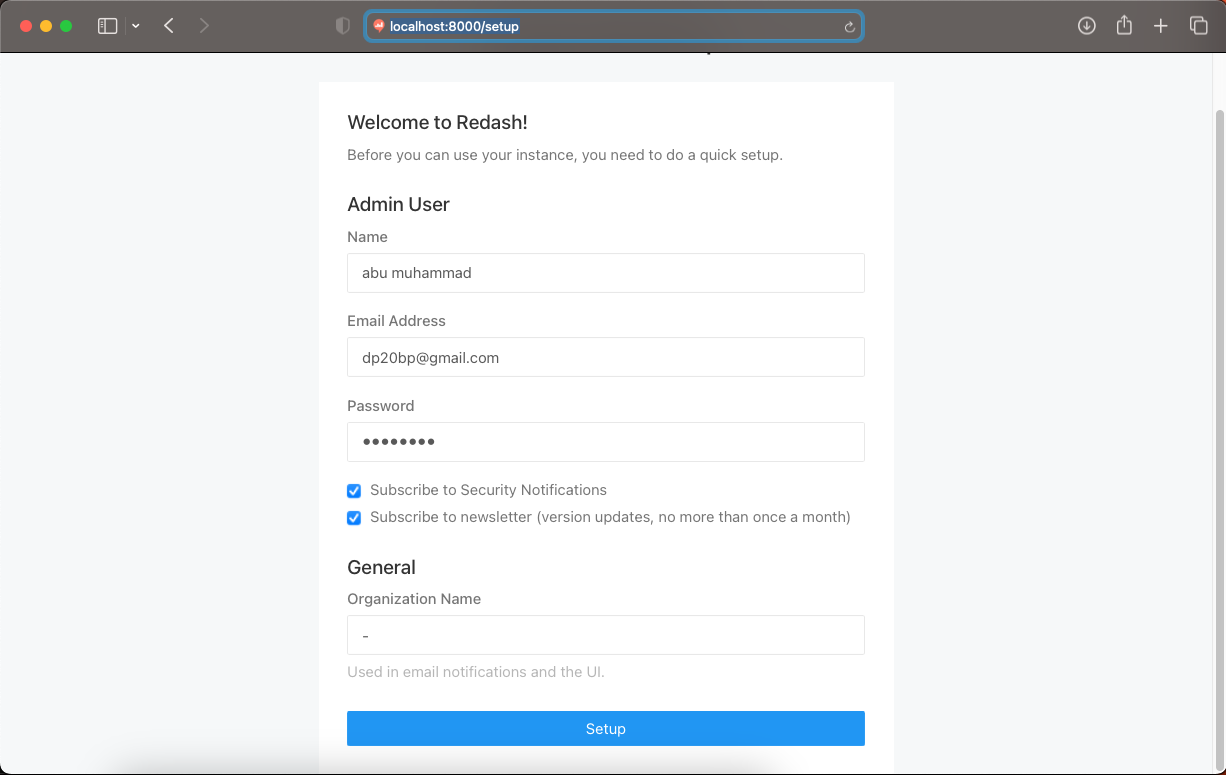 localhost:8000/setup
Welcome to Redash!
Before you can use your instance, you need to do a quick setup.
Admin User
Name
abu muhammad
Email Address
dp20bp@gmail.com
Password
••••••••
Subscribe to Security Notifications
Subscribe to newsletter (version updates, no more than once a month)
General
Organization Name
-
Used in email notifications and the UI.
Setup